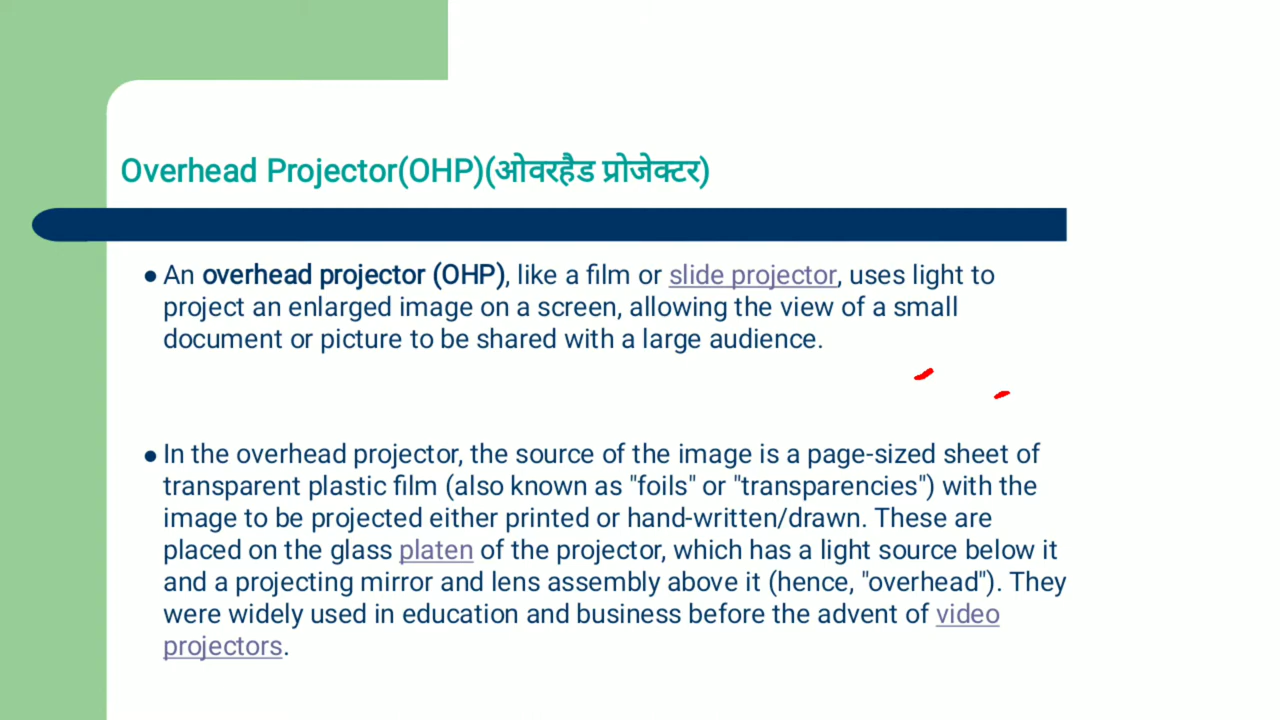 Overhead Projector(OHP)(ओवरहैड प्रोजेक्टर)
● An overhead projector (OHP), like a film or slide projector, uses light to
project an enlarged image on a screen, allowing the view of a small
document or picture to be shared with a large audience.
● In the overhead projector, the source of the image is a page-sized sheet of
transparent plastic film (also known as "foils" or "transparencies") with the
image to be projected either printed or hand-written/drawn. These are
placed on the glass platen of the projector, which has a light source below it
and a projecting mirror and lens assembly above it (hence, "overhead"). They
were widely used in education and business before the advent of video
projectors.